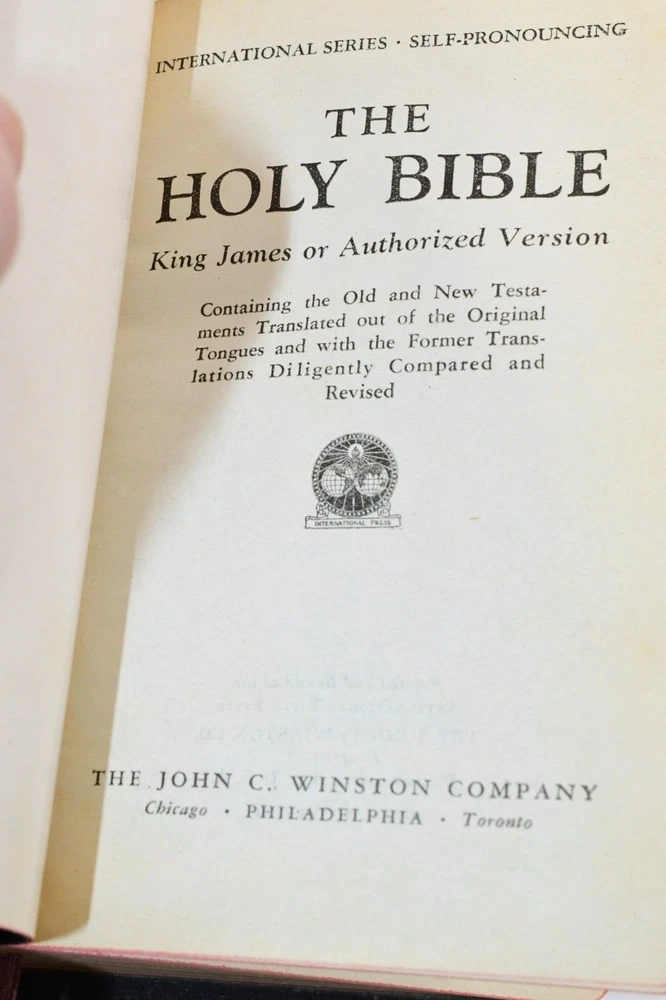 INTERNATIONAL SERIES · SELF-PRONOUNCING
THE
HOLY BIBLE
King James or Authorized Version
Containing the Old and New Testa-
ments Translated out of the Original
Tongues and with the Former Trans-
lations Diligently Compared and
Revised
INTERNATIONAL PRESS
THE JOHN C. WINSTON COMPANY
Chicago · PHILADELPHIA · Toronto